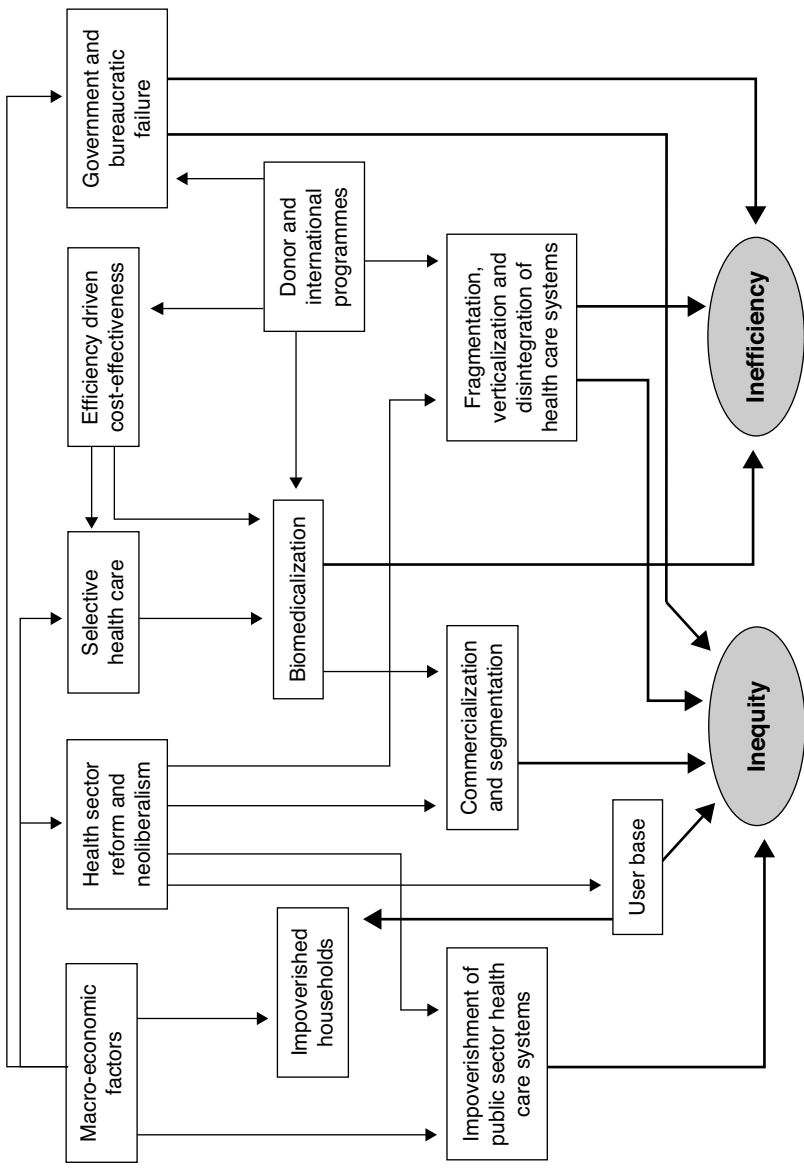 Macro-economic
factors
Health sector
reform and
neoliberalism
Selective
health care
Efficiency driven
cost-effectiveness
Government and
bureaucratic
failure
Impoverished
households
Biomedicalization
Donor and
international
programmes
Impoverishment of
public sector health
care systems
User base
Commercialization
and segmentation
Fragmentation,
verticalization and
disintegration of
health care systems
Inequity
Inefficiency